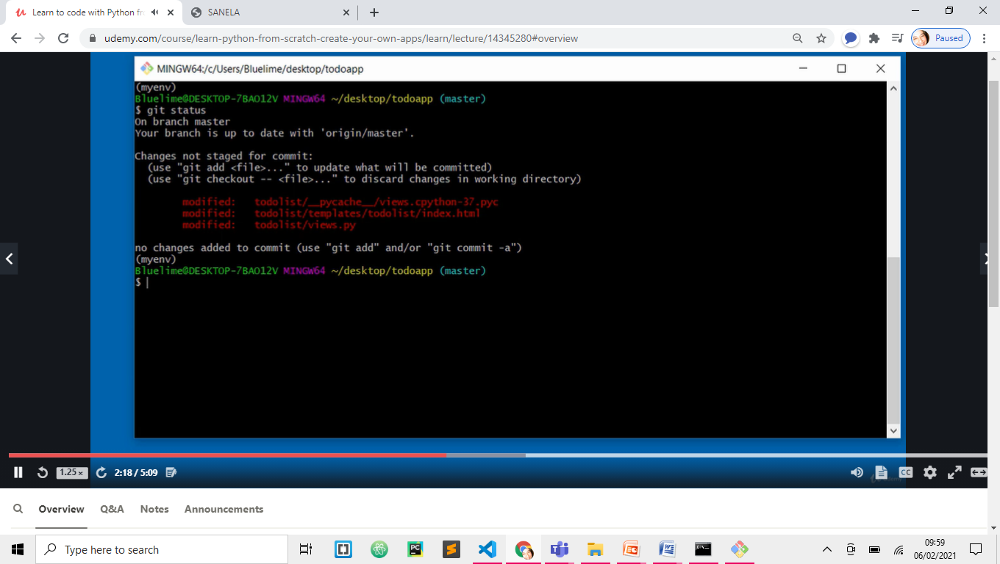 Learn to code with Python fr
SANELA
udemy.com/course/learn-python-from-scratch-create-your-own-apps/learn/lecture/14345280#overview
Paused
MINGW64:/c/Users/Bluelime/desktop/todoapp
(myenv)
Bluelime@DESKTOP-7BAO12V MINGW64 ~/desktop/todoapp (master)
$ git status
On branch master
Your branch is up to date with 'origin/master'.
Changes not staged for commit:
(use "git add <file>..." to update what will be committed)
(use "git checkout -- <file>..." to discard changes in working directory)
modified: todolist/__pycache__/views.cpython-37.pyc
modified: todolist/templates/todolist/index.html
modified: todolist/views.py
no changes added to commit (use "git add" and/or "git commit -a")
(myenv)
Bluelime@DESKTOP-7BAO12V MINGW64 ~/desktop/todoapp (master)
$
1.25×
2:18 / 5:09
CC
Overview Q&A Notes Announcements
Type here to search
PC
09:59
06/02/2021